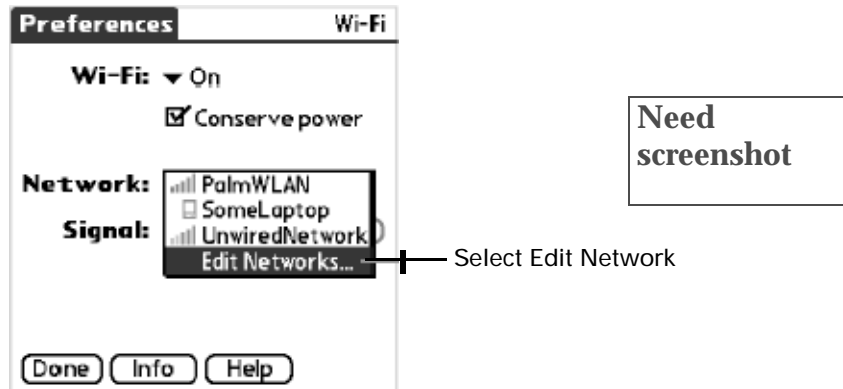 Preferences Wi-Fi
Wi-Fi: On
Conserve power
Need
screenshot
Network: PalmWLAN
SomeLaptop
Signal: UnwiredNetwork
Edit Networks...
Select Edit Network
Done Info Help